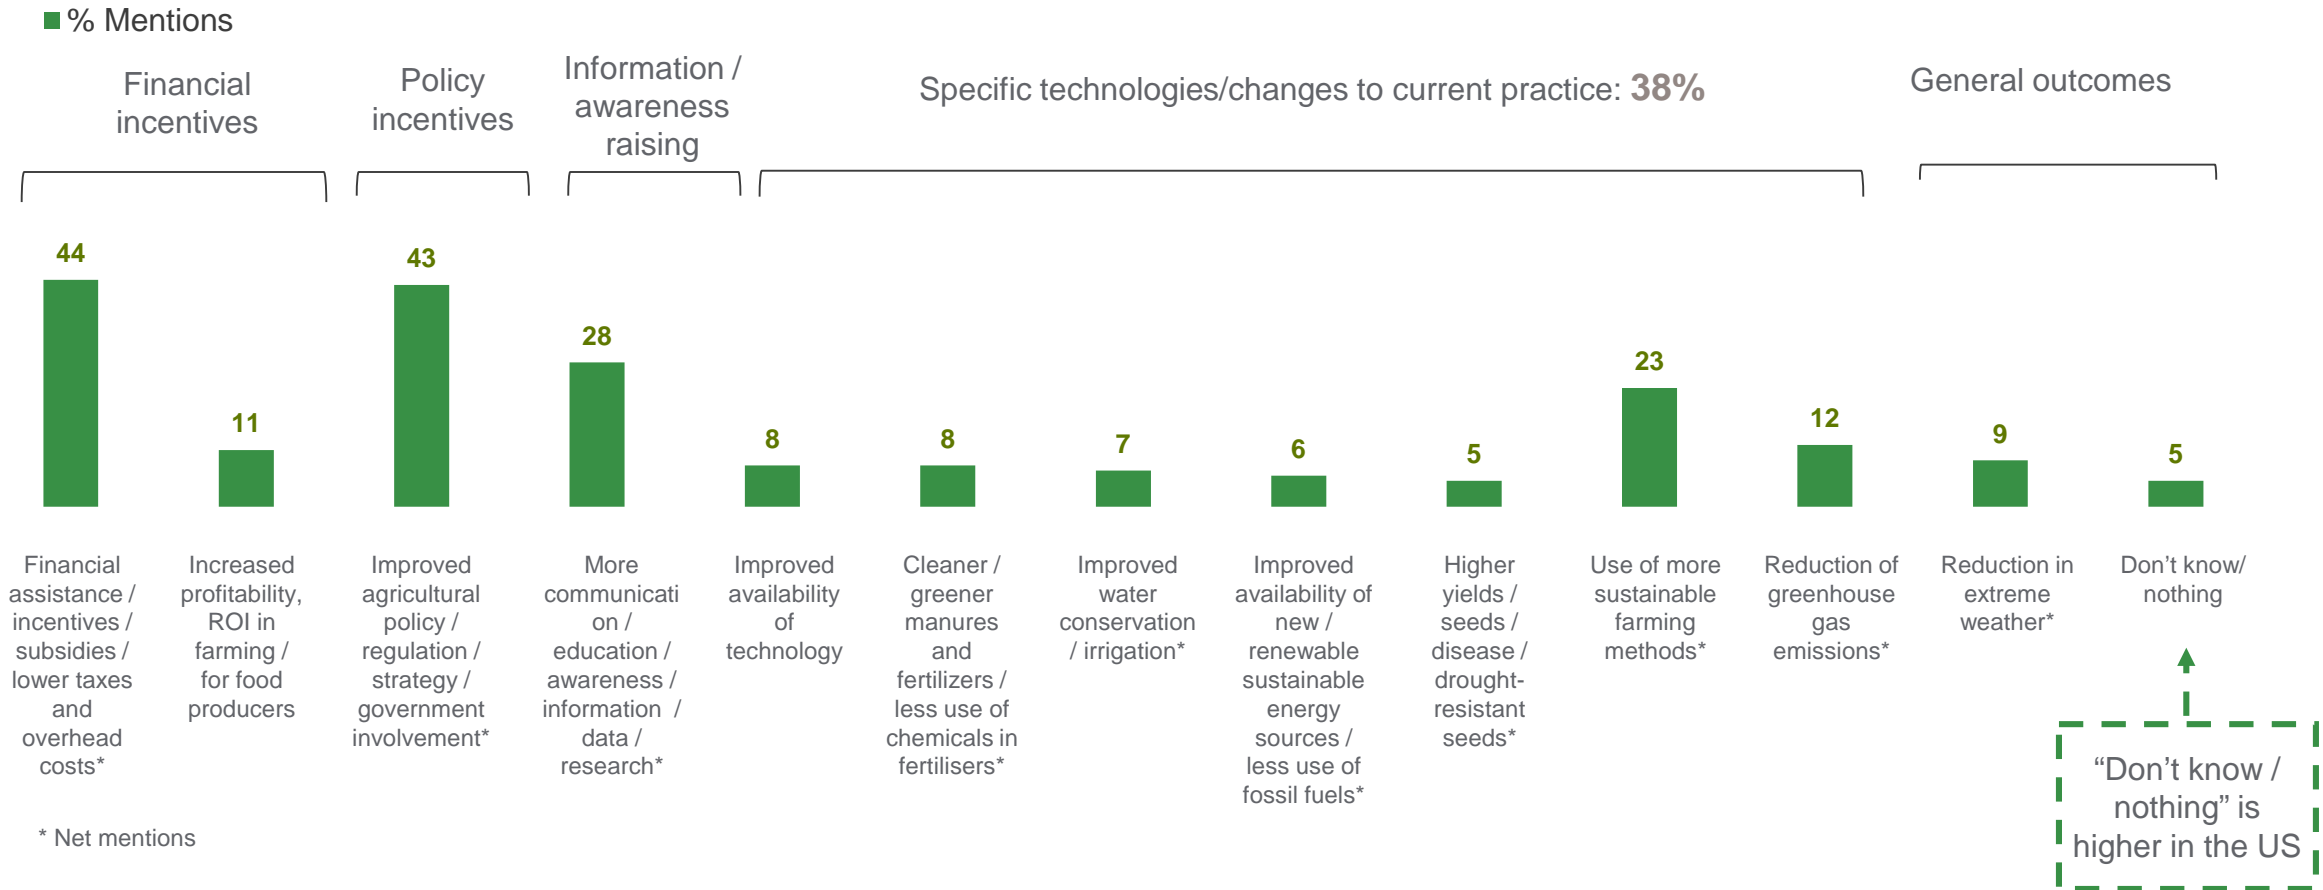 % Mentions
Financial
incentives
Policy
incentives
Information /
awareness
raising
Specific technologies/changes to current practice: 38%
General outcomes
44
11
43
28
8
8
7
6
5
23
12
9
5
Financial
assistance /
incentives /
subsidies /
lower taxes
and
overhead
costs*
Increased
profitability,
ROI in
farming /
for food
producers
Improved
agricultural
policy /
regulation /
strategy /
government
involvement*
More
communicati
on /
education /
awareness /
information /
data /
research*
Improved
availability
of
technology
Cleaner /
greener
manures
and
fertilizers /
less use of
chemicals in
fertilisers*
Improved
water
conservation
/ irrigation*
Improved
availability of
new /
renewable
sustainable
energy
sources /
less use of
fossil fuels*
Higher
yields /
seeds /
disease /
drought-
resistant
seeds*
Use of more
sustainable
farming
methods*
Reduction of
greenhouse
gas
emissions*
Reduction in
extreme
weather*
Don’t know/
nothing
“Don’t know /
nothing” is
higher in the US
* Net mentions